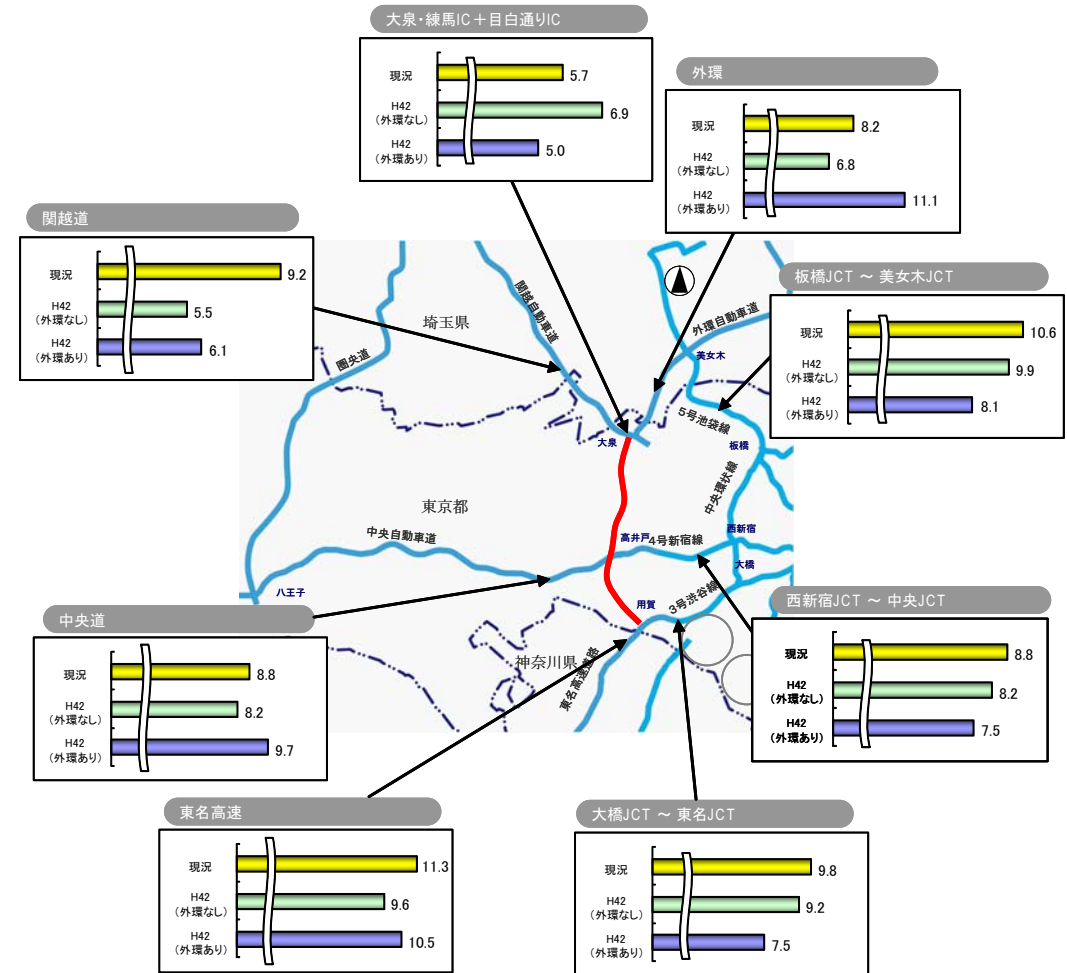 大泉・練馬IC＋目白通りIC
現況
5.7
H42
（外環なし）
6.9
H42
（外環あり）
5.0
外環
現況
8.2
H42
（外環なし）
6.8
H42
（外環あり）
11.1
関越道
現況
9.2
H42
（外環なし）
5.5
H42
（外環あり）
6.1
板橋JCT ～ 美女木JCT
現況
10.6
H42
（外環なし）
9.9
H42
（外環あり）
8.1
関越自動車道
埼玉県
外環自動車道
圏央道
美女木
5号池袋線
大泉
板橋
中央環状線
東京都
中央自動車道
高井戸
4号新宿線
西新宿
大橋
八王子
用賀
3号渋谷線
神奈川県
東名高速道路
中央道
現況
8.8
H42
（外環なし）
8.2
H42
（外環あり）
9.7
西新宿JCT ～ 中央JCT
現況
8.8
H42
（外環なし）
8.2
H42
（外環あり）
7.5
東名高速
現況
11.3
H42
（外環なし）
9.6
H42
（外環あり）
10.5
大橋JCT ～ 東名JCT
現況
9.8
H42
（外環なし）
9.2
H42
（外環あり）
7.5